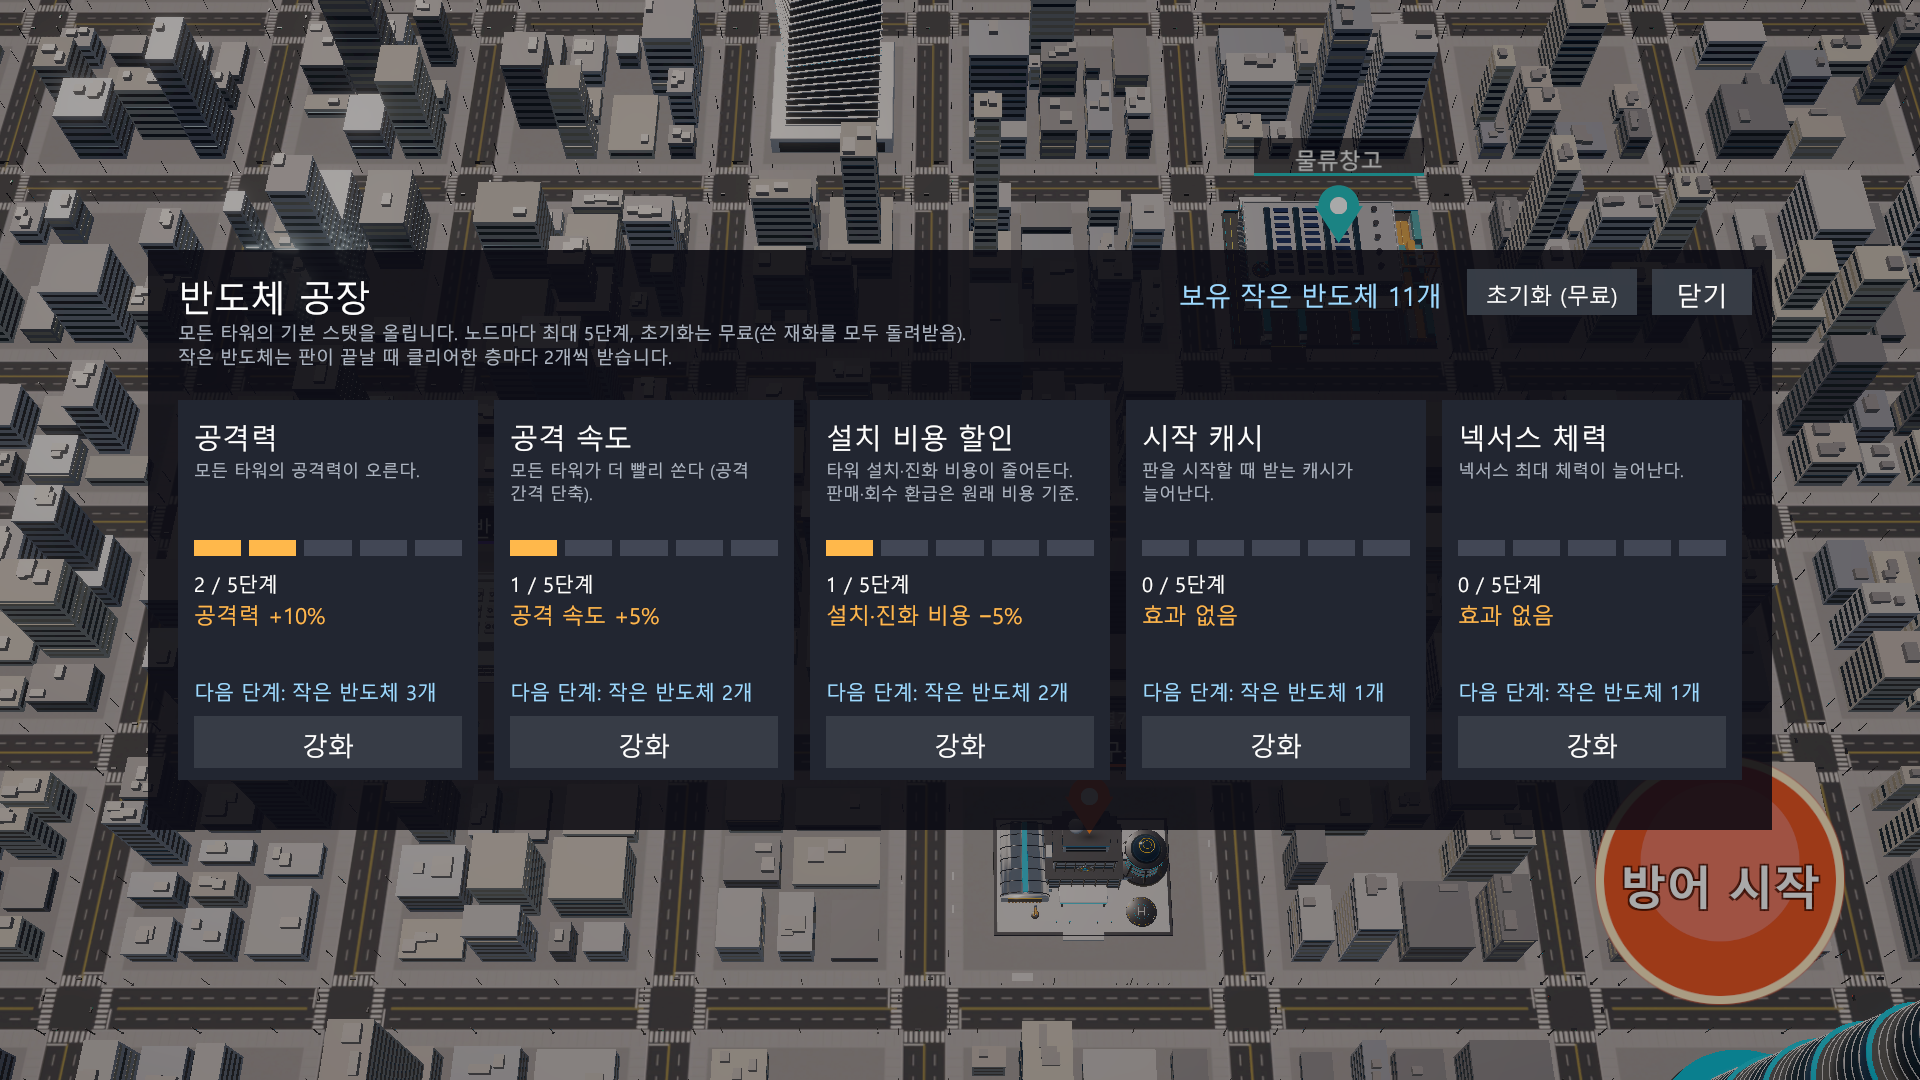 물류창고
반도체 공장
보유 작은 반도체 11개
초기화 (무료)
닫기
모든 타워의 기본 스탯을 올립니다. 노드마다 최대 5단계, 초기화는 무료(쓴 재화를 모두 돌려받음).
작은 반도체는 판이 끝날 때 클리어한 층마다 2개씩 받습니다.
공격력
모든 타워의 공격력이 오른다.
2 / 5단계
공격력 +10%
다음 단계: 작은 반도체 3개
강화
공격 속도
모든 타워가 더 빨리 쏜다 (공격
간격 단축).
1 / 5단계
공격 속도 +5%
다음 단계: 작은 반도체 2개
강화
설치 비용 할인
타워 설치·진화 비용이 줄어든다.
판매·회수 환급은 원래 비용 기준.
1 / 5단계
설치·진화 비용 −5%
다음 단계: 작은 반도체 2개
강화
시작 캐시
판을 시작할 때 받는 캐시가
늘어난다.
0 / 5단계
효과 없음
다음 단계: 작은 반도체 1개
강화
넥서스 체력
넥서스 최대 체력이 늘어난다.
0 / 5단계
효과 없음
다음 단계: 작은 반도체 1개
강화
방어 시작
H